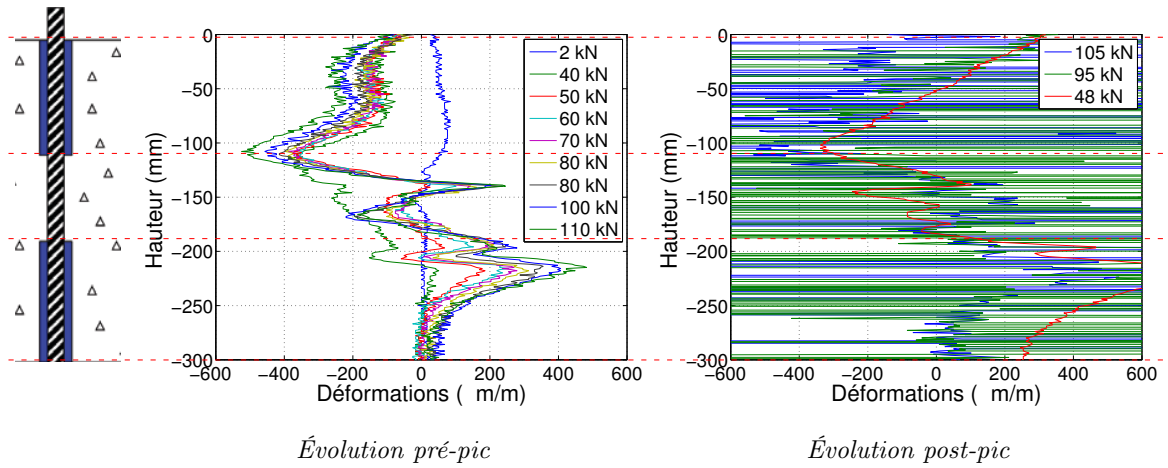 0
−50
−100
−150
−200
−250
−300
−600
−400
−200
0
200
400
600
Hauteur (mm)
Déformations ( m/m)
2 kN
40 kN
50 kN
60 kN
70 kN
80 kN
80 kN
100 kN
110 kN
Évolution pré-pic
0
−50
−100
−150
−200
−250
−300
−600
−400
−200
0
200
400
600
Hauteur (mm)
Déformations ( m/m)
105 kN
95 kN
48 kN
Évolution post-pic